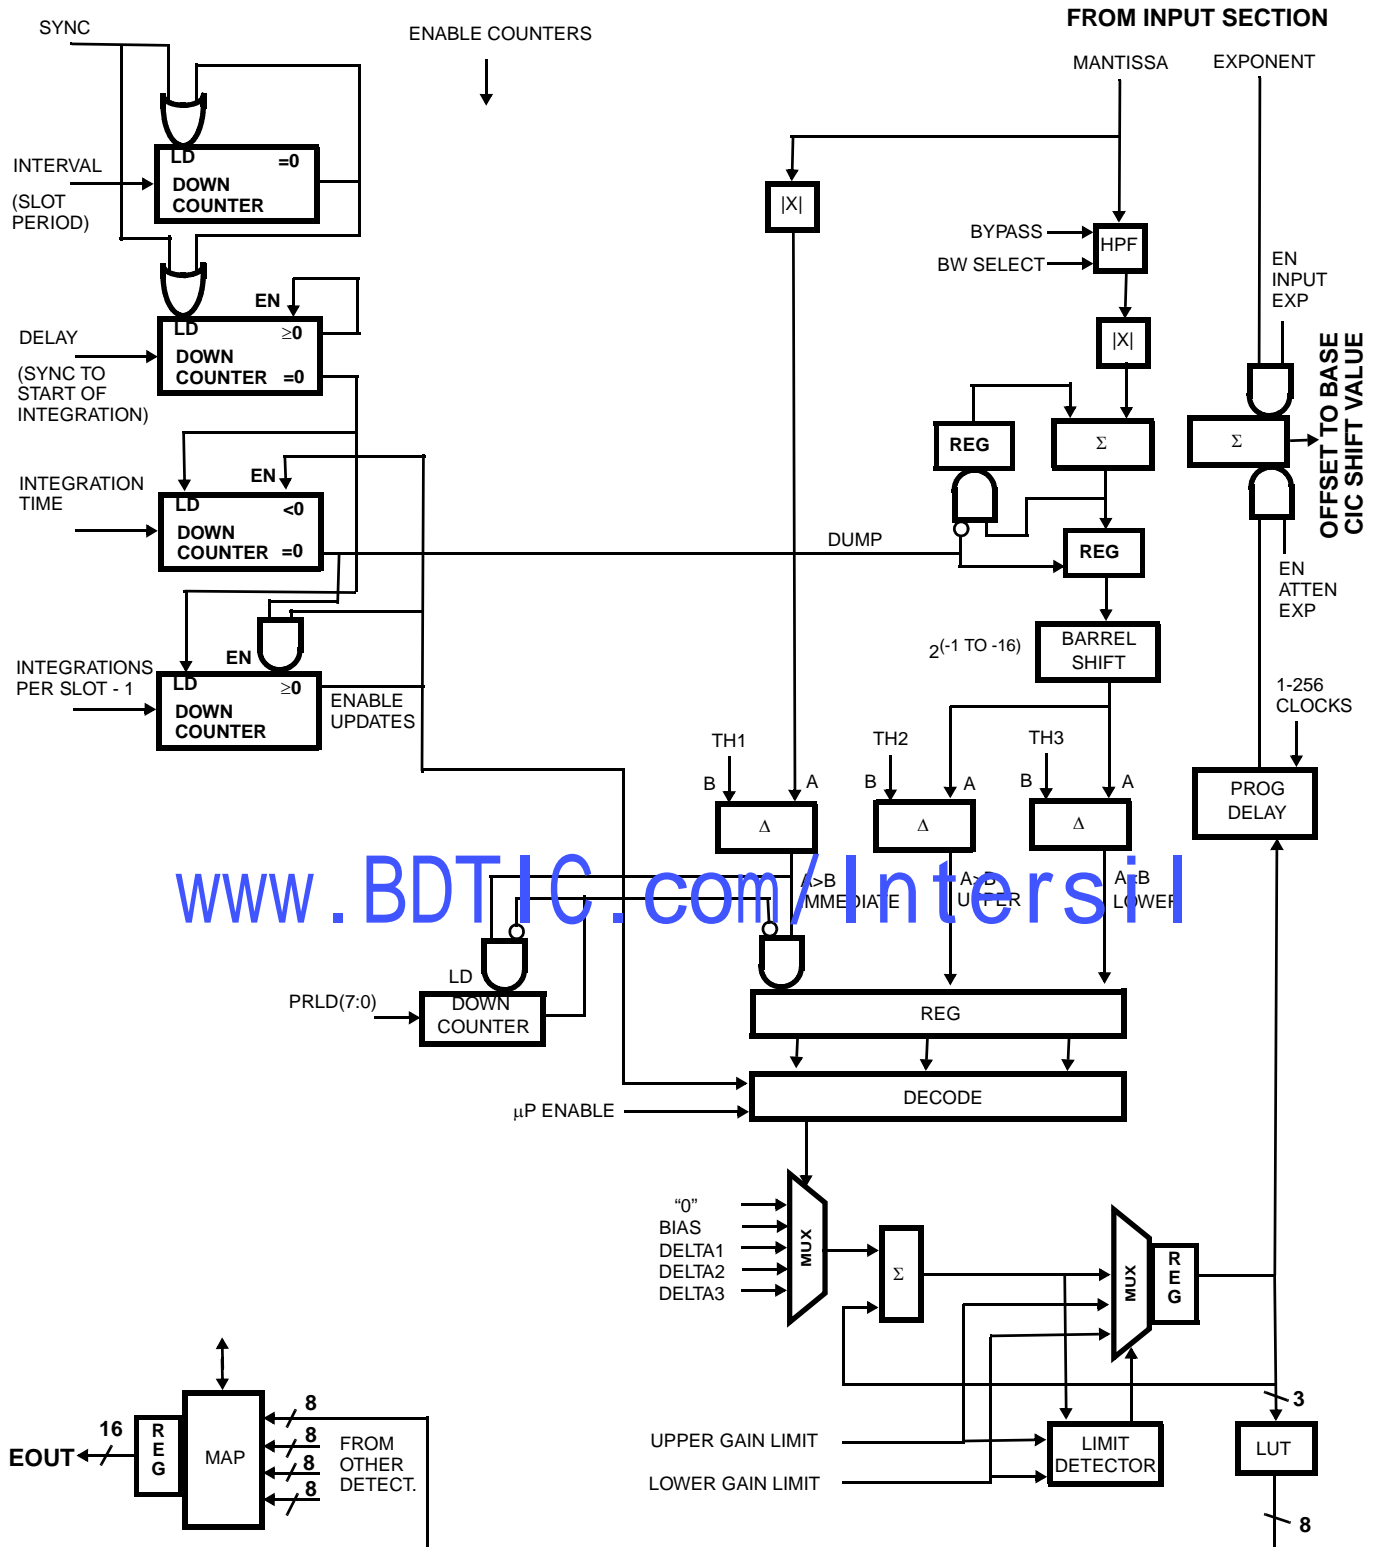 FROM INPUT SECTION
SYNC
ENABLE COUNTERS
MANTISSA
EXPONENT
LD
=0
DOWN
COUNTER
INTERVAL
(SLOT
PERIOD)
|X|
BYPASS
BW SELECT
HPF
EN
INPUT
EXP
EN
LD
≥0
DOWN
COUNTER =0
DELAY
(SYNC TO
START OF
INTEGRATION)
|X|
REG
Σ
Σ
OFFSET TO BASE
CIC SHIFT VALUE
EN
INTEGRATION
TIME
LD
<0
DOWN
COUNTER =0
DUMP
REG
EN
ATTEN
EXP
2(-1 TO -16)
BARREL
SHIFT
EN
INTEGRATIONS
PER SLOT - 1
LD
≥0
DOWN
COUNTER
ENABLE
UPDATES
1-256
CLOCKS
TH1
TH2
TH3
B
A
B
A
B
A
Δ
Δ
Δ
PROG
DELAY
www.BDTIC.com/Intersil
A>B
IMMEDIATE
A>B
UPPER
A<B
LOWER
LD
PRLD(7:0)
DOWN
COUNTER
REG
DECODE
μP ENABLE
“0”
BIAS
DELTA1
DELTA2
DELTA3
MUX
Σ
MUX
R
E
G
3
8
8
8
8
FROM
OTHER
DETECT.
16
EOUT
R
E
G
MAP
UPPER GAIN LIMIT
LOWER GAIN LIMIT
LIMIT
DETECTOR
LUT
8